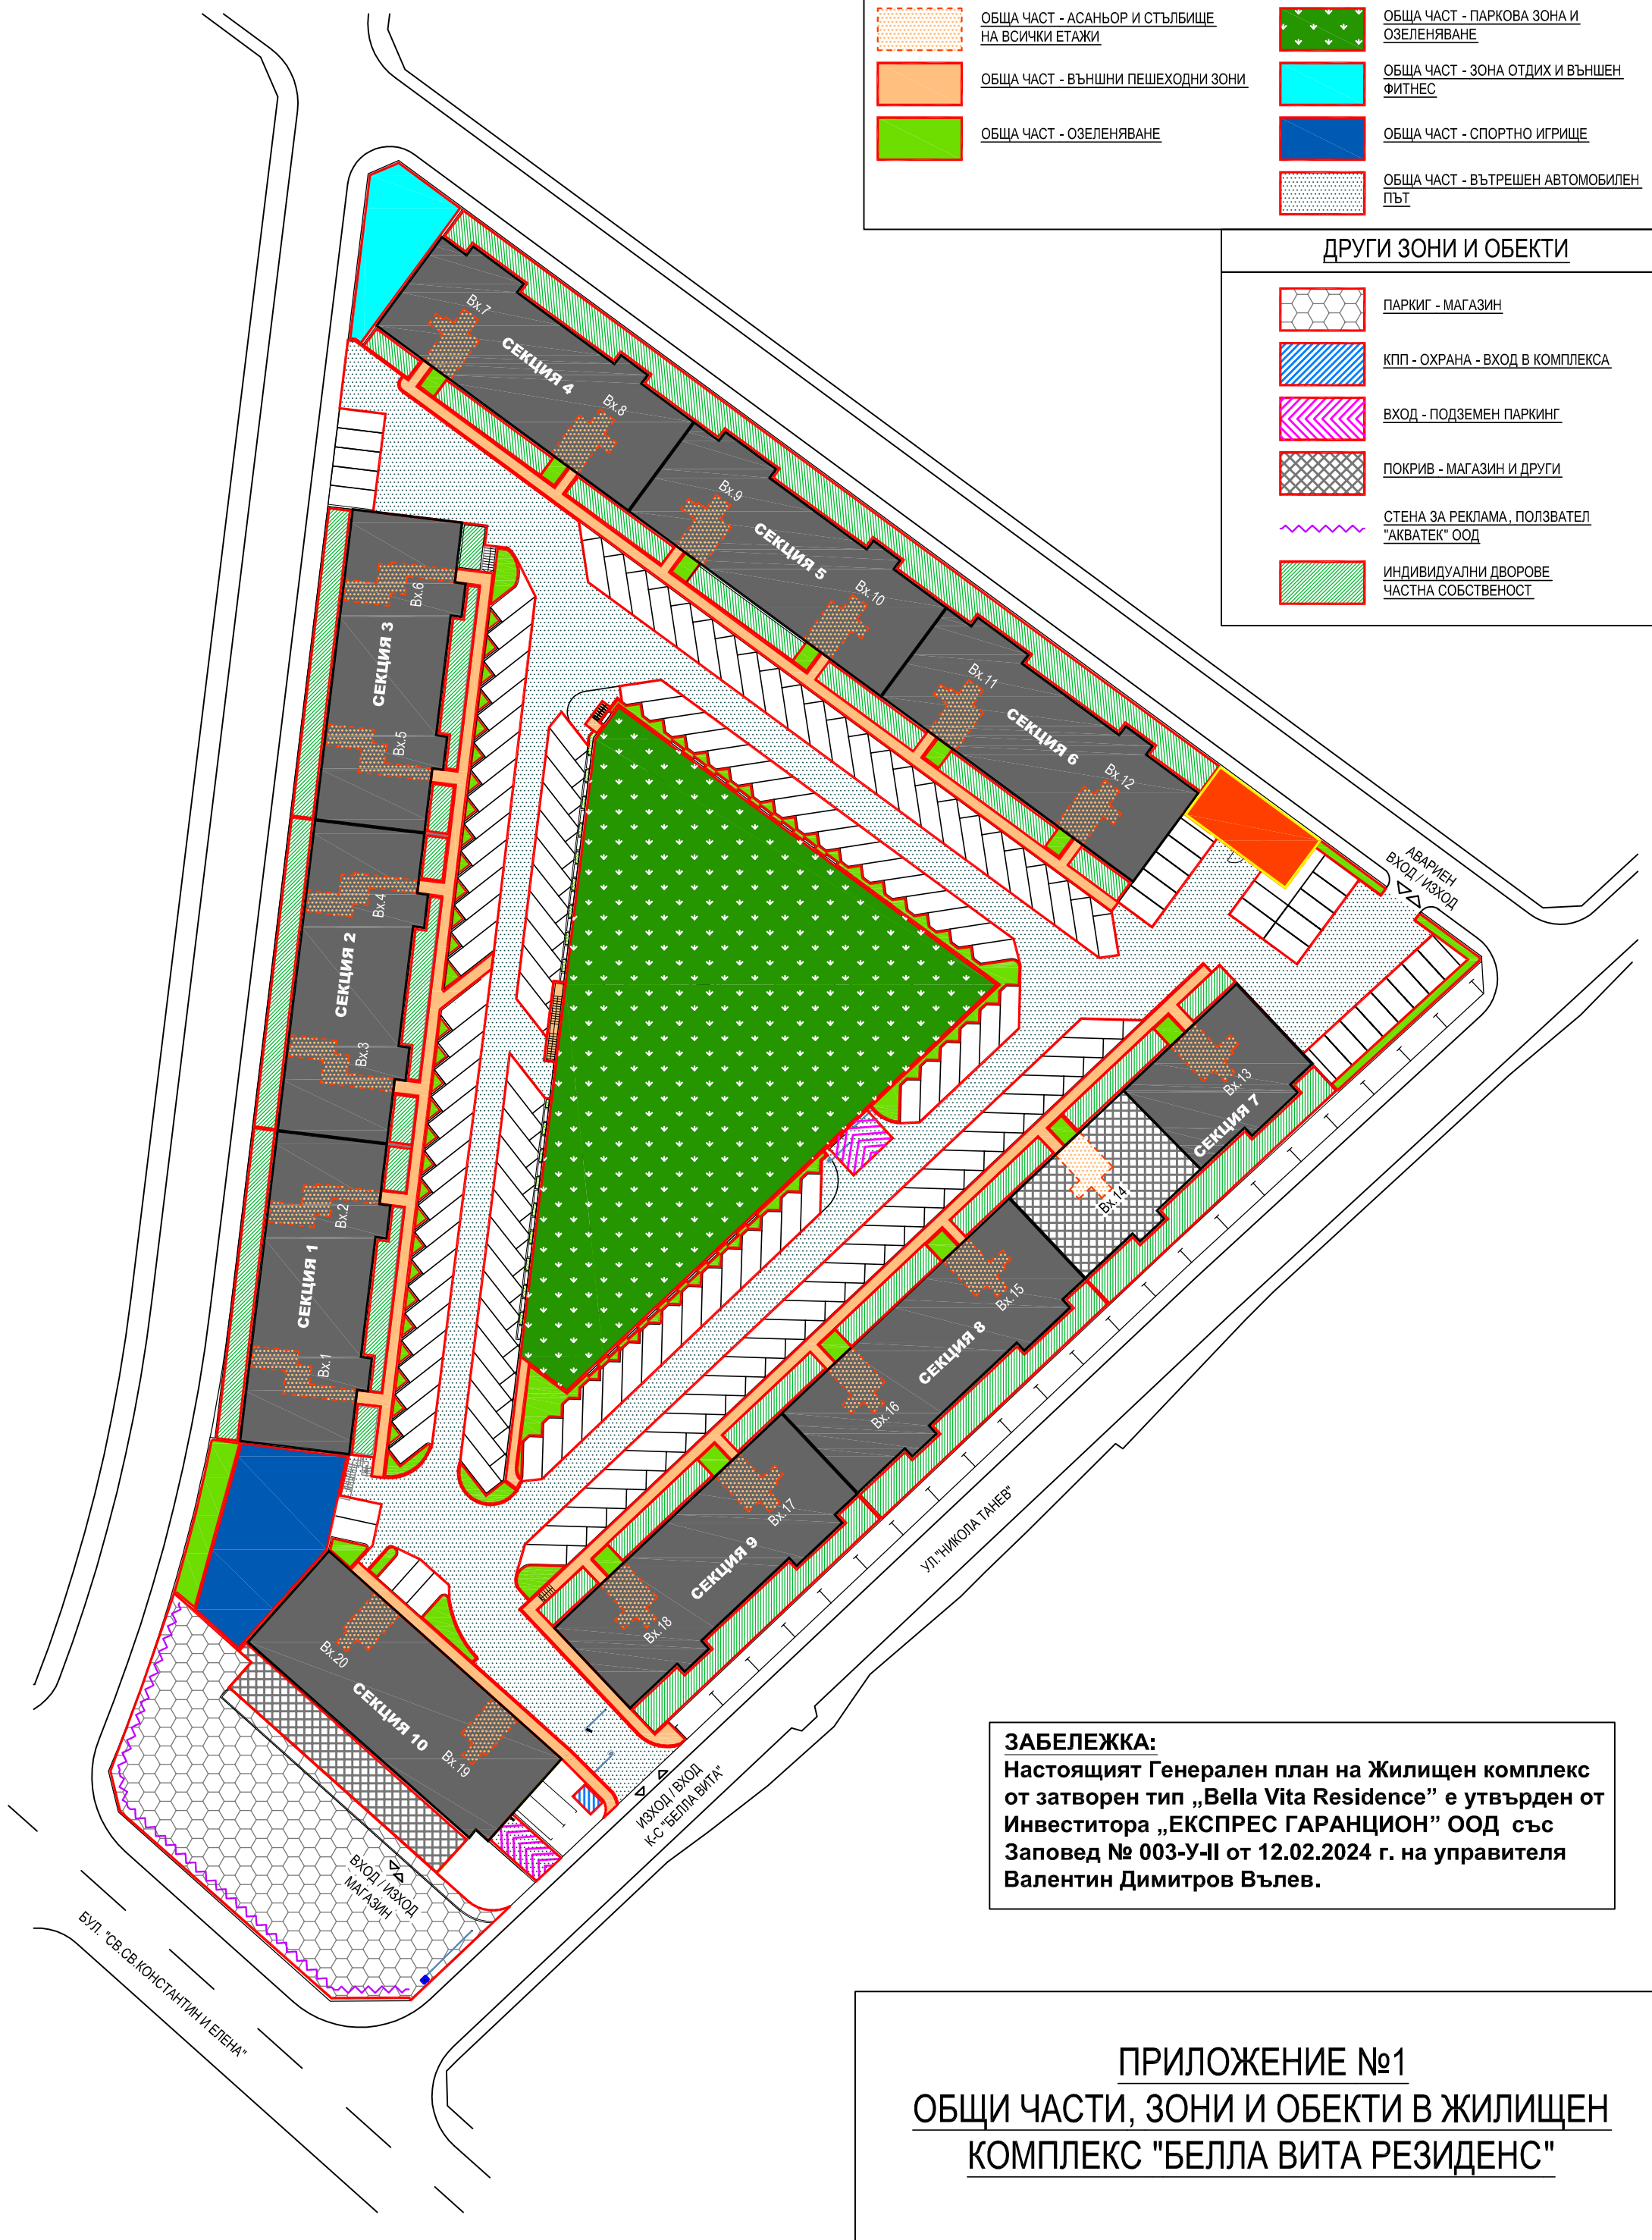 ОБЩА ЧАСТ - АСАНЬОР И СТЪЛБИЩЕ
НА ВСИЧКИ ЕТАЖИ
ОБЩА ЧАСТ - ВЪНШНИ ПЕШЕХОДНИ ЗОНИ
ОБЩА ЧАСТ - ОЗЕЛЕНЯВАНЕ
ОБЩА ЧАСТ - ПАРКОВА ЗОНА И
ОЗЕЛЕНЯВАНЕ
ОБЩА ЧАСТ - ЗОНА ОТДИХ И ВЪНШЕН
ФИТНЕС
ОБЩА ЧАСТ - СПОРТНО ИГРИЩЕ
ОБЩА ЧАСТ - ВЪТРЕШЕН АВТОМОБИЛЕН
ПЪТ
ДРУГИ ЗОНИ И ОБЕКТИ
ПАРКИГ - МАГАЗИН
КПП - ОХРАНА - ВХОД В КОМПЛЕКСА
ВХОД - ПОДЗЕМЕН ПАРКИНГ
ПОКРИВ - МАГАЗИН И ДРУГИ
СТЕНА ЗА РЕКЛАМА, ПОЛЗВАТЕЛ
"АКВАТЕК" ООД
ИНДИВИДУАЛНИ ДВОРОВЕ
ЧАСТНА СОБСТВЕНОСТ
Вх.7
СЕКЦИЯ 4
Вх.8
Вх.9
СЕКЦИЯ 5
Вх.10
Вх.11
СЕКЦИЯ 6
Вх.12
АВАРИЕН
ВХОД / ИЗХОД
Вх.6
СЕКЦИЯ 3
Вх.5
Вх.4
СЕКЦИЯ 2
Вх.3
Вх.2
СЕКЦИЯ 1
Вх.1
Вх.13
СЕКЦИЯ 7
Вх.14
Вх.15
СЕКЦИЯ 8
Вх.16
Вх.17
СЕКЦИЯ 9
Вх.18
УЛ."НИКОЛА ТАНЕВ"
Вх.20
СЕКЦИЯ 10
Вх.19
ИЗХОД / ВХОД
К-С "БЕЛЛА ВИТА"
ВХОД / ИЗХОД
МАГАЗИН
БУЛ. "СВ.СВ.КОНСТАНТИН И ЕЛЕНА"
ЗАБЕЛЕЖКА:
Настоящият Генерален план на Жилищен комплекс
от затворен тип „Bella Vita Residence” е утвърден от
Инвеститора „ЕКСПРЕС ГАРАНЦИОН” ООД със
Заповед № 003-У-II от 12.02.2024 г. на управителя
Валентин Димитров Вълев.
ПРИЛОЖЕНИЕ №1
ОБЩИ ЧАСТИ, ЗОНИ И ОБЕКТИ В ЖИЛИЩЕН
КОМПЛЕКС "БЕЛЛА ВИТА РЕЗИДЕНС"